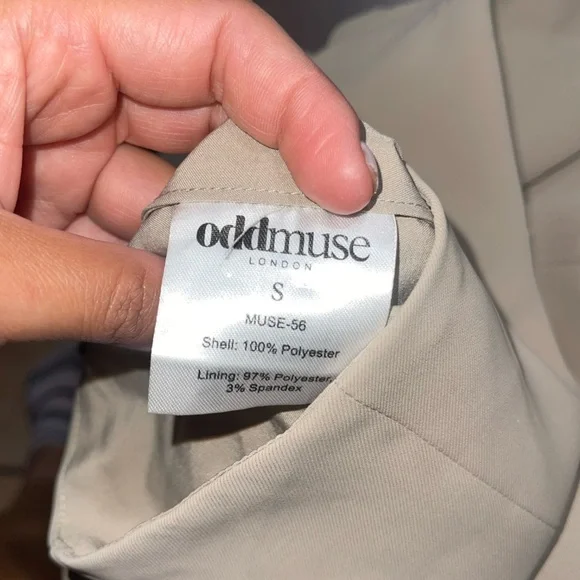 oddmuse
LONDON
S
MUSE-56
Shell: 100% Polyester
Lining: 97% Polyester,
3% Spandex